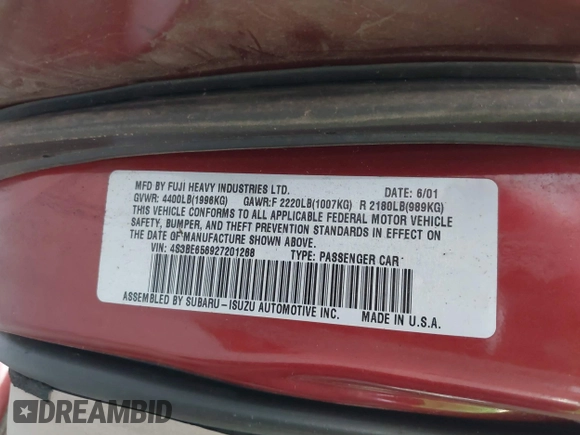 MFD BY FUJI HEAVY INDUSTRIES LTD. DATE: 6/01
GVWR: 4400LB(1996KG) GAWR:F 2220LB(1007KG) R 2180LB(989KG)
THIS VEHICLE CONFORMS TO ALL APPLICABLE FEDERAL MOTOR VEHICLE
SAFETY, BUMPER, AND THEFT PREVENTION STANDARDS IN EFFECT ON
THE DATE OF MANUFACTURE SHOWN ABOVE.
VIN: 4S3BE656927201268 TYPE: PASSENGER CAR
ASSEMBLED BY SUBARU-ISUZU AUTOMOTIVE INC. MADE IN U.S.A.
DREAMBID